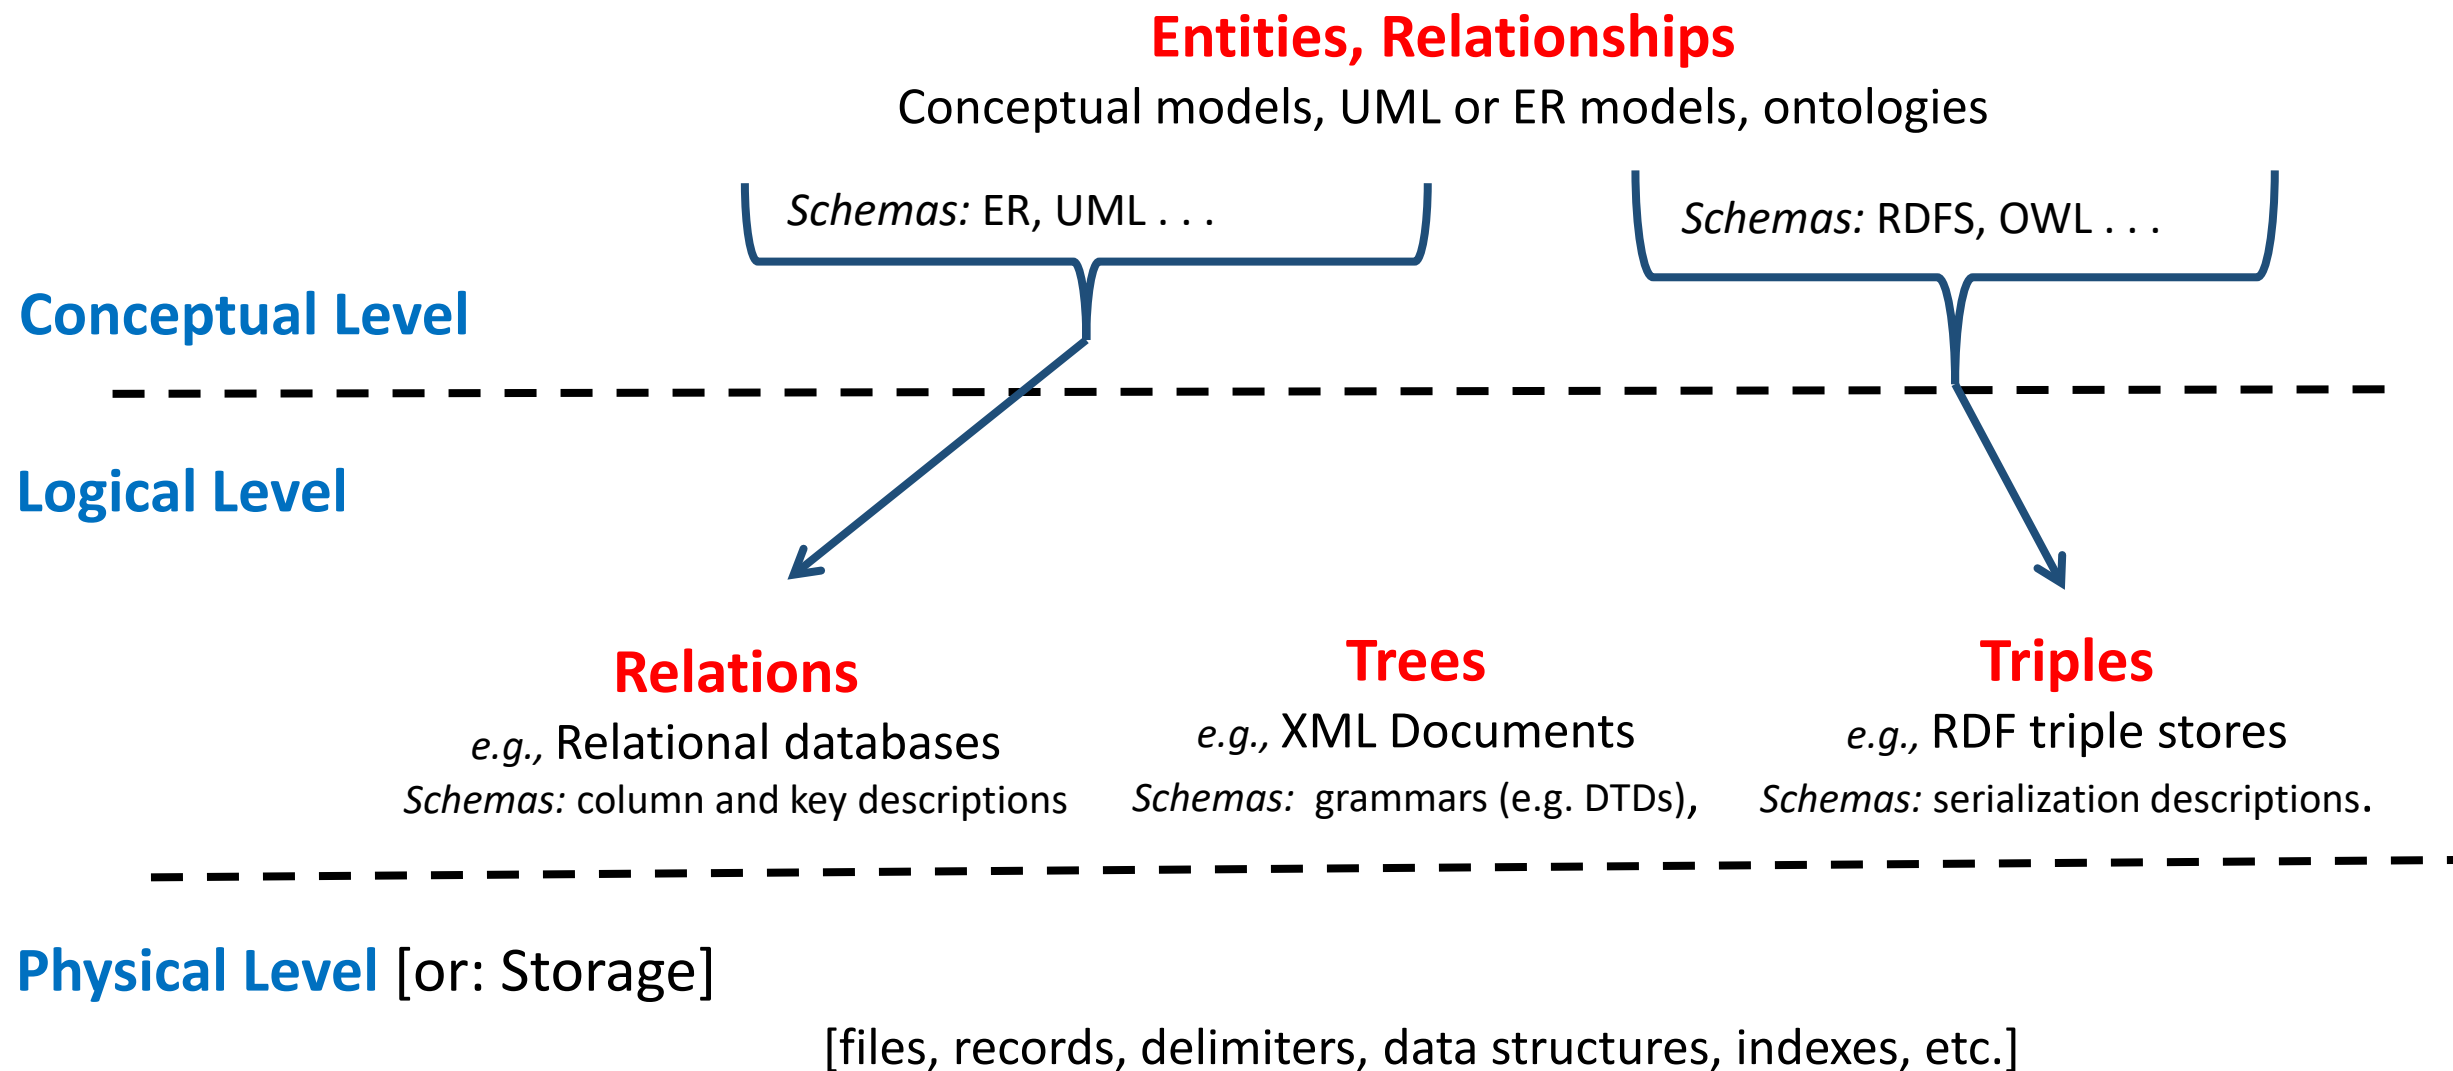 Entities, Relationships
Conceptual models, UML or ER models, ontologies
Schemas: ER, UML . . .
Schemas: RDFS, OWL . . .
Conceptual Level
Logical Level
Relations
e.g., Relational databases
Schemas: column and key descriptions
Trees
e.g., XML Documents
Schemas: grammars (e.g. DTDs),
Triples
e.g., RDF triple stores
Schemas: serialization descriptions.
Physical Level [or: Storage]
[files, records, delimiters, data structures, indexes, etc.]